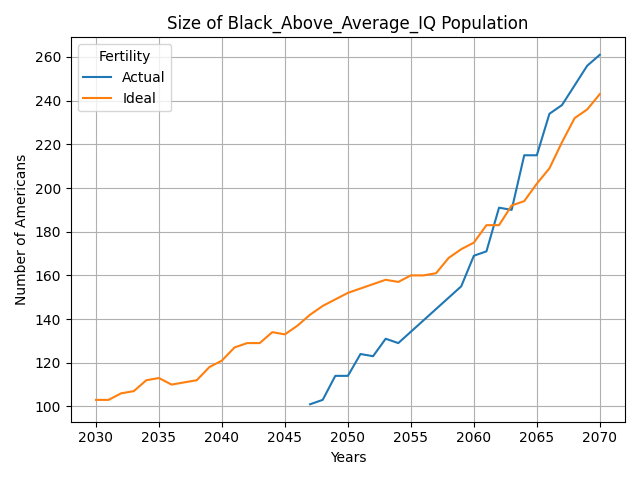 Size of Black_Above_Average_IQ Population
Fertility
Actual
Ideal
260
240
220
200
180
160
140
120
100
Number of Americans
2030 2035 2040 2045 2050 2055 2060 2065 2070
Years